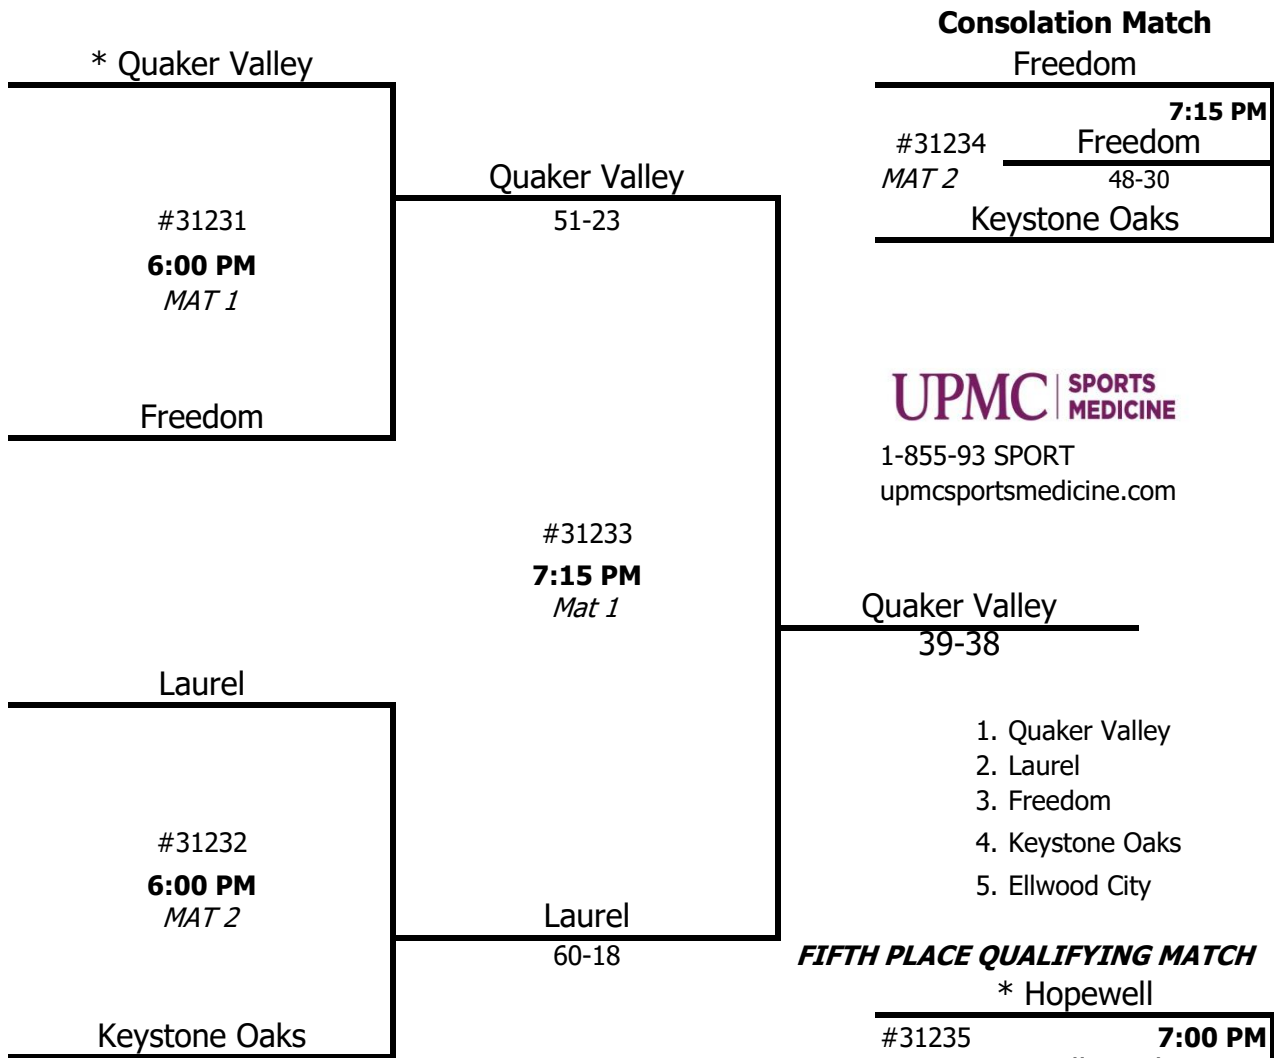 Consolation Match
* Quaker Valley
Freedom
7:15 PM
#31234
Freedom
MAT 2
48-30
Keystone Oaks
Quaker Valley
51-23
#31231
6:00 PM
MAT 1
Freedom
UPMC SPORTS MEDICINE
1-855-93 SPORT
upmcsportsmedicine.com
#31233
7:15 PM
Mat 1
Quaker Valley
39-38
Laurel
1. Quaker Valley
2. Laurel
3. Freedom
4. Keystone Oaks
5. Ellwood City
#31232
6:00 PM
MAT 2
Laurel
60-18
Keystone Oaks
FIFTH PLACE QUALIFYING MATCH
* Hopewell
#31235
7:00 PM